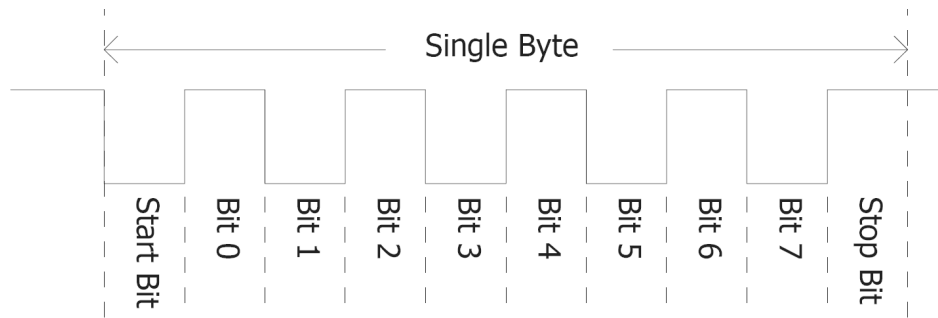 Single Byte
Start Bit
Bit 0
Bit 1
Bit 2
Bit 3
Bit 4
Bit 5
Bit 6
Bit 7
Stop Bit